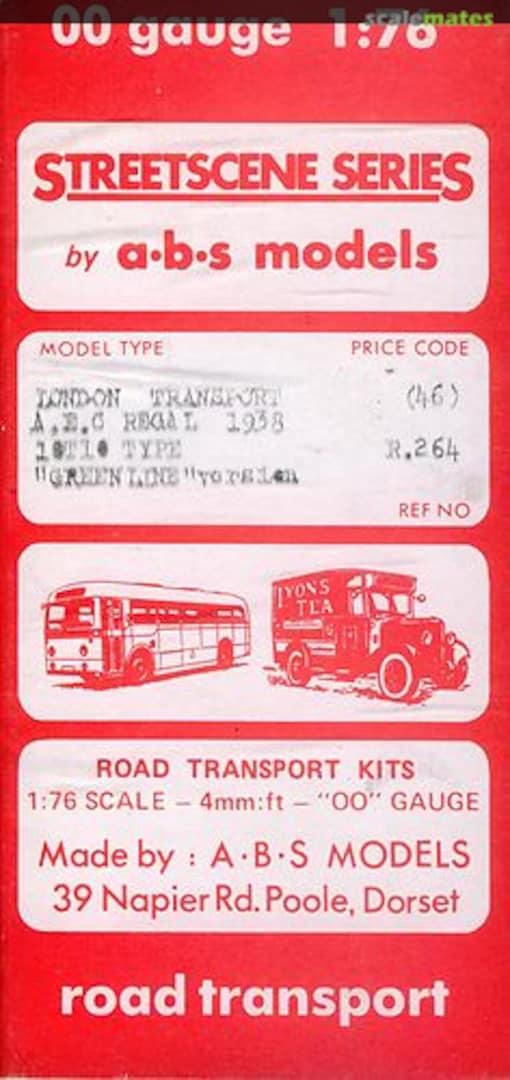 scalemates
00 gauge 1:76
STREETSCENE SERIES
by a·b·s models
MODEL TYPE PRICE CODE
LONDON TRANSPORT (46)
A.E.C REGAL 1938
10T10 TYPE R.264
"GREEN LINE"version
REF NO
LYONS
TEA
ROAD TRANSPORT KITS
1:76 SCALE – 4mm:ft – "OO" GAUGE
Made by : A·B·S MODELS
39 Napier Rd. Poole, Dorset
road transport